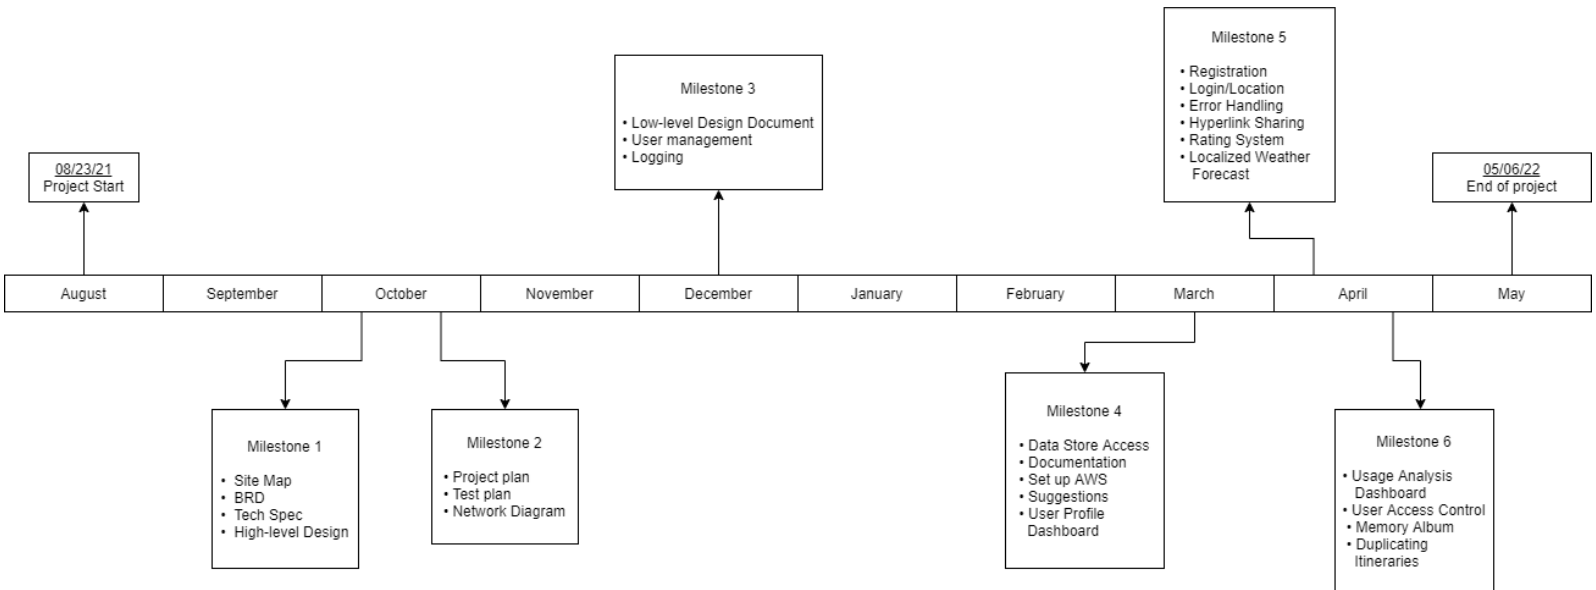 08/23/21
Project Start
Milestone 3
• Low-level Design Document
• User management
• Logging
Milestone 5
• Registration
• Login/Location
• Error Handling
• Hyperlink Sharing
• Rating System
• Localized Weather
Forecast
05/06/22
End of project
August
September
October
November
December
January
February
March
April
May
Milestone 1
• Site Map
• BRD
• Tech Spec
• High-level Design
Milestone 2
• Project plan
• Test plan
• Network Diagram
Milestone 4
• Data Store Access
• Documentation
• Set up AWS
• Suggestions
• User Profile
Dashboard
Milestone 6
• Usage Analysis
Dashboard
• User Access Control
• Memory Album
• Duplicating
Itineraries